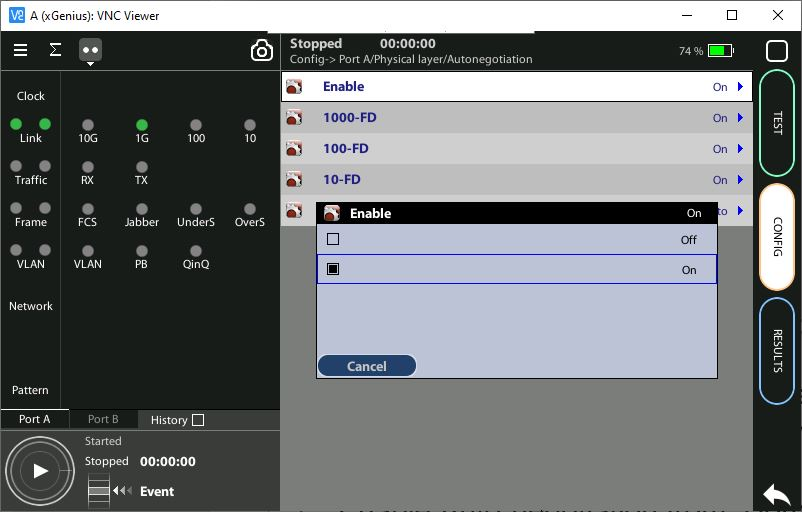 A (xGenius): VNC Viewer
Stopped 00:00:00
Config-> Port A/Physical layer/Autonegotiation
74 %
Clock
Link 10G 1G 100 10
Traffic RX TX
Frame FCS Jabber UnderS OverS
VLAN VLAN PB QinQ
Network
Pattern
Port A Port B History
Started
Stopped 00:00:00
Event
Enable On
1000-FD On
100-FD On
10-FD On
to
Enable On
Off
On
Cancel
TEST
CONFIG
RESULTS